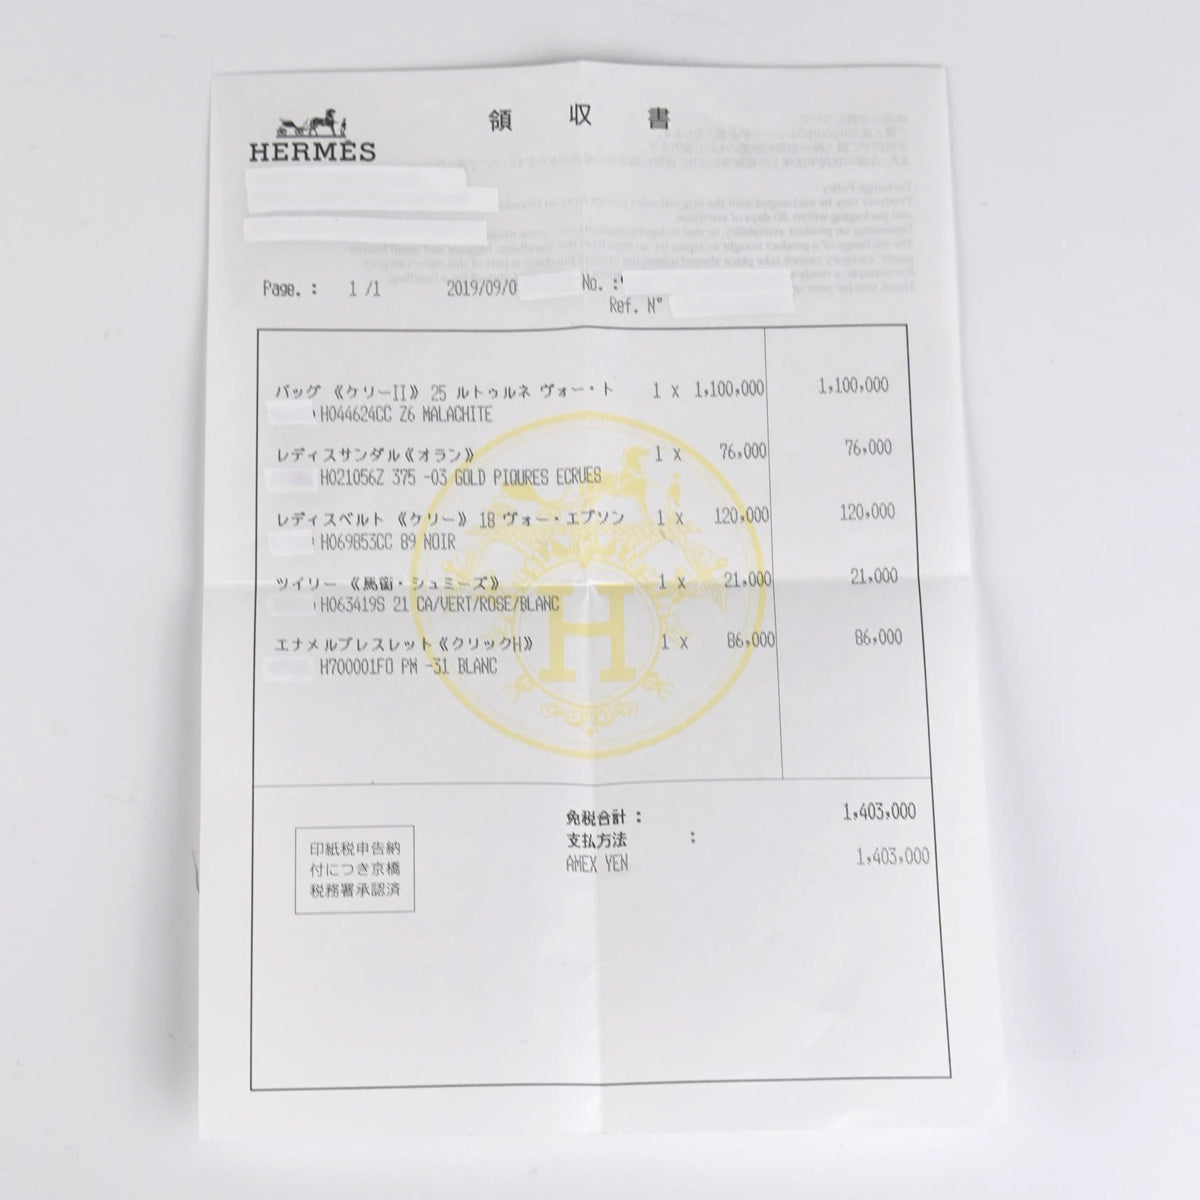 HERMÈS
領収書
Page. : 1 /1 2019/09/0 No. :
Ref. N°
バッグ 《ケリーII》 25 ルトゥルネ ヴォー・ト 1 x 1,100,000 1,100,000
H044624CC Z6 MALACHITE
レディスサンダル《オラン》 1 x 76,000 76,000
H021056Z 375 -03 GOLD PIQURES ECRUES
レディスベルト 《ケリー》 18 ヴォー・エプソン 1 x 120,000 120,000
H069853CC 89 NOIR
ツイリー 《馬銜・シュミーズ》 1 x 21,000 21,000
H063419S 21 CA/VERT/ROSE/BLANC
エナメルブレスレット《クリックH》 1 x 86,000 86,000
H700001FO PM -31 BLANC
H
免税合計 : 1,403,000
支払方法 :
AMEX YEN 1,403,000
印紙税申告納
付につき京橋
税務署承認済